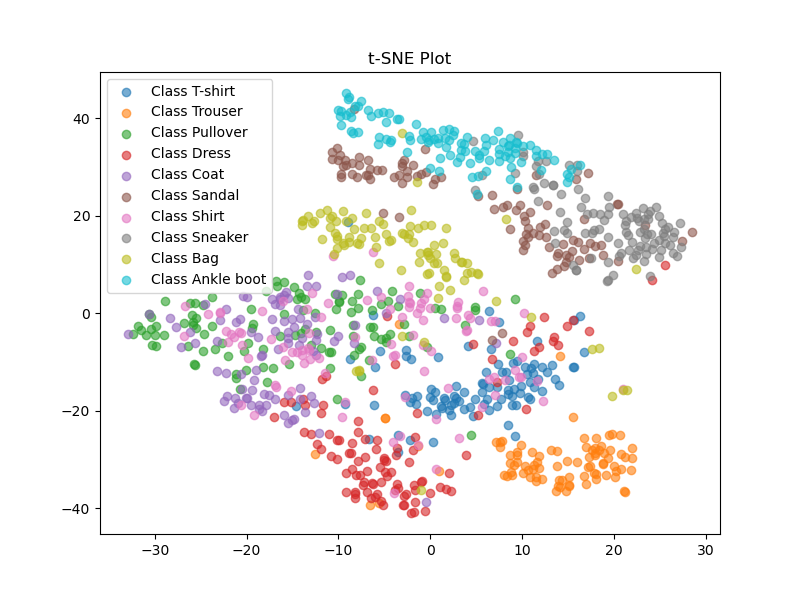 t-SNE Plot
Class T-shirt
Class Trouser
Class Pullover
Class Dress
Class Coat
Class Sandal
Class Shirt
Class Sneaker
Class Bag
Class Ankle boot
40
20
0
−20
−40
−30 −20 −10 0 10 20 30